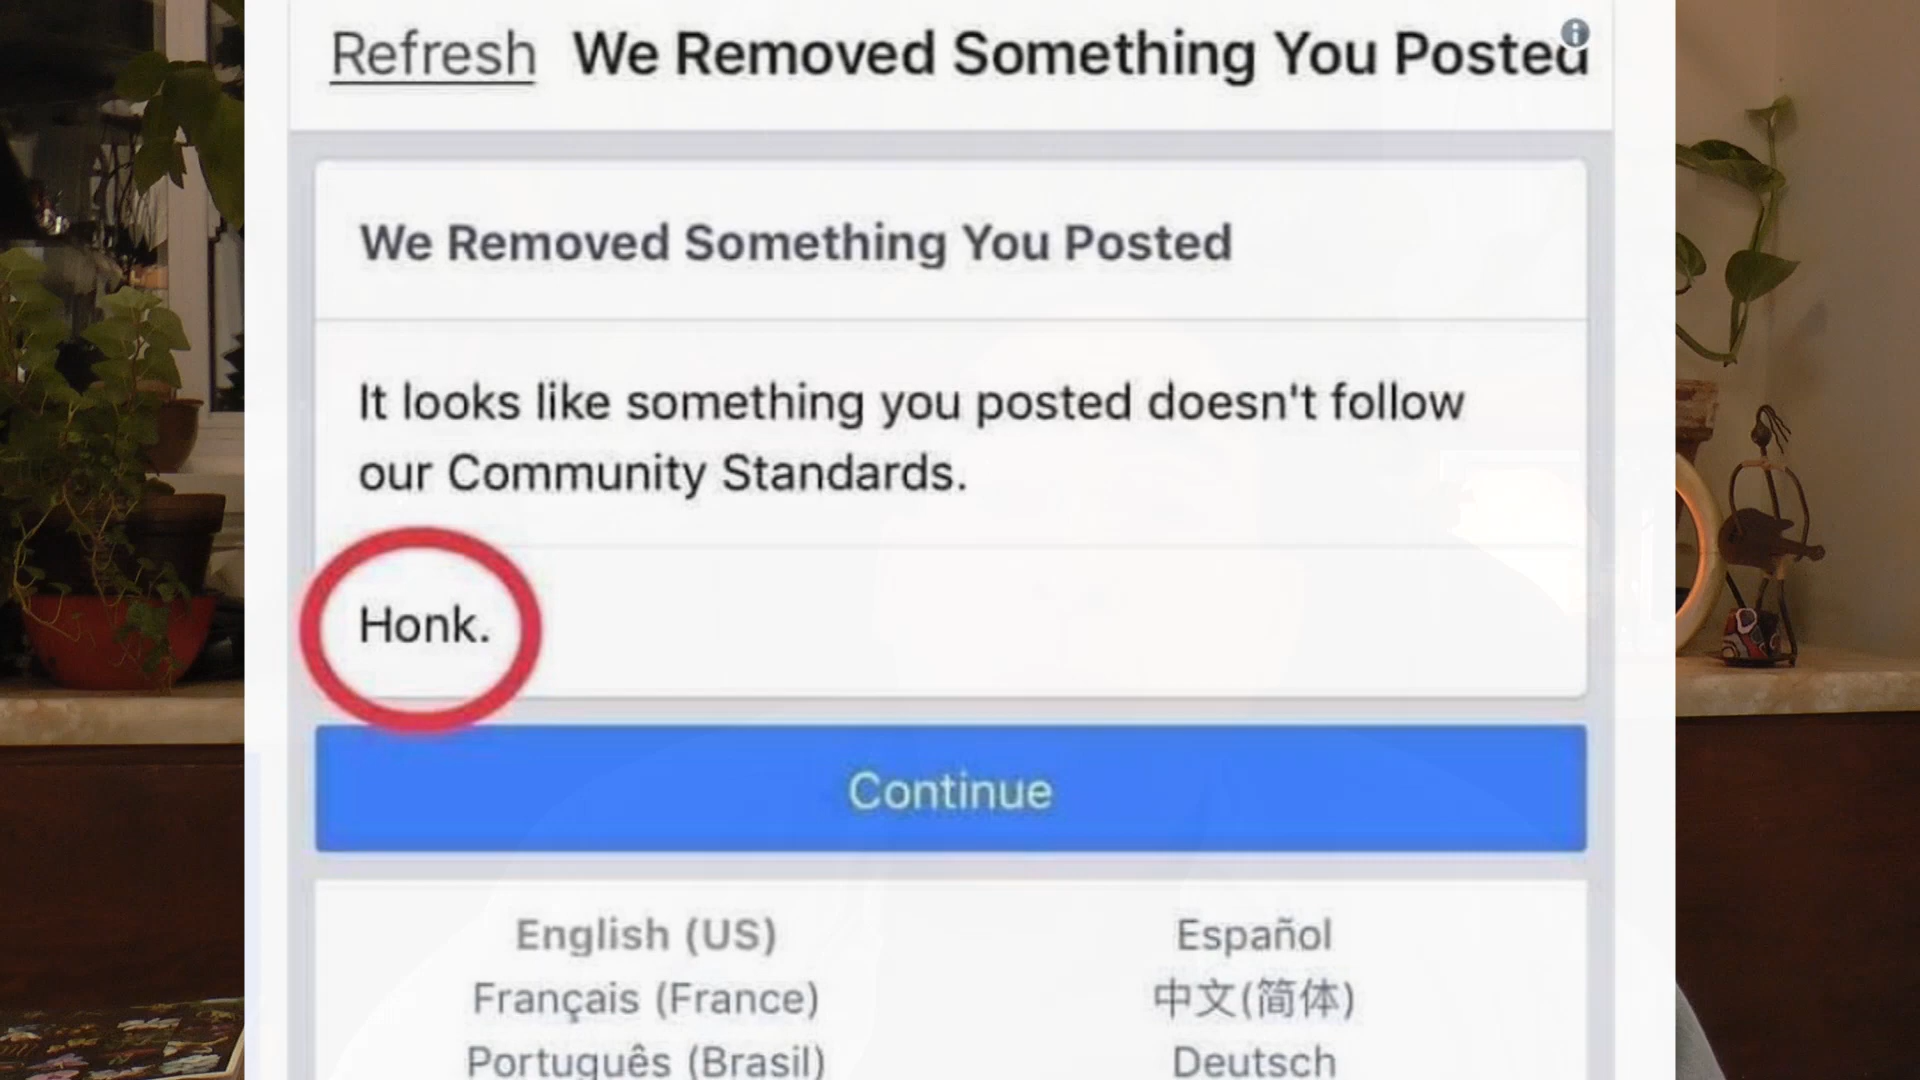 Refresh We Removed Something You Posted
We Removed Something You Posted
It looks like something you posted doesn't follow
our Community Standards.
Honk.
Continue
English (US) Español
Français (France) 中文(简体)
Português (Brasil) Deutsch